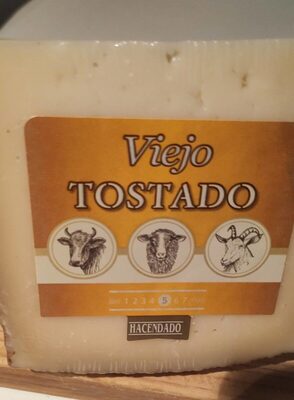 Viejo
TOSTADO
1 2 3 4 5 6 7
HACENDADO